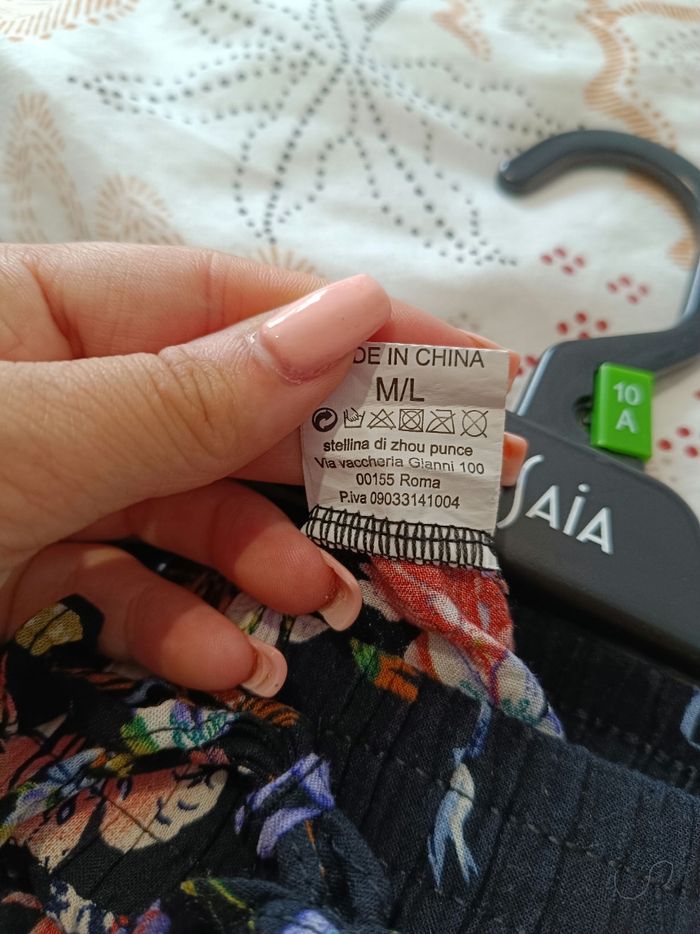 DE IN CHINA
M/L
stellina di zhou punce
Via vaccheria Gianni 100
00155 Roma
P.iva 09033141004
10
A
SAiA